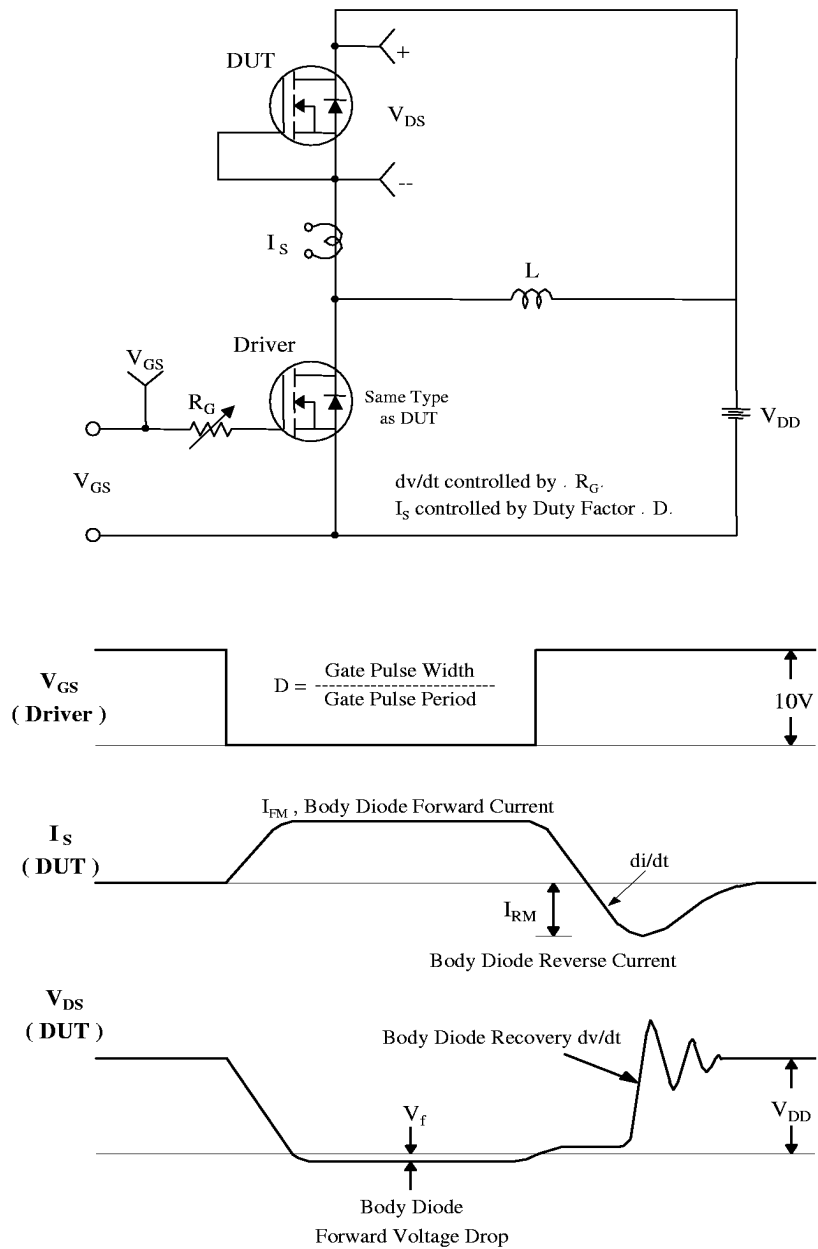 DUT
+
V_DS
--
I_S
L
Driver
V_GS
R_G
Same Type
as DUT
V_DD
V_GS
dv/dt controlled by . R_G.
I_S controlled by Duty Factor . D.
V_GS
( Driver )
D = Gate Pulse Width
--------------------------
Gate Pulse Period
10V
I_FM , Body Diode Forward Current
I_S
( DUT )
di/dt
I_RM
Body Diode Reverse Current
V_DS
( DUT )
Body Diode Recovery dv/dt
V_f
V_DD
Body Diode
Forward Voltage Drop